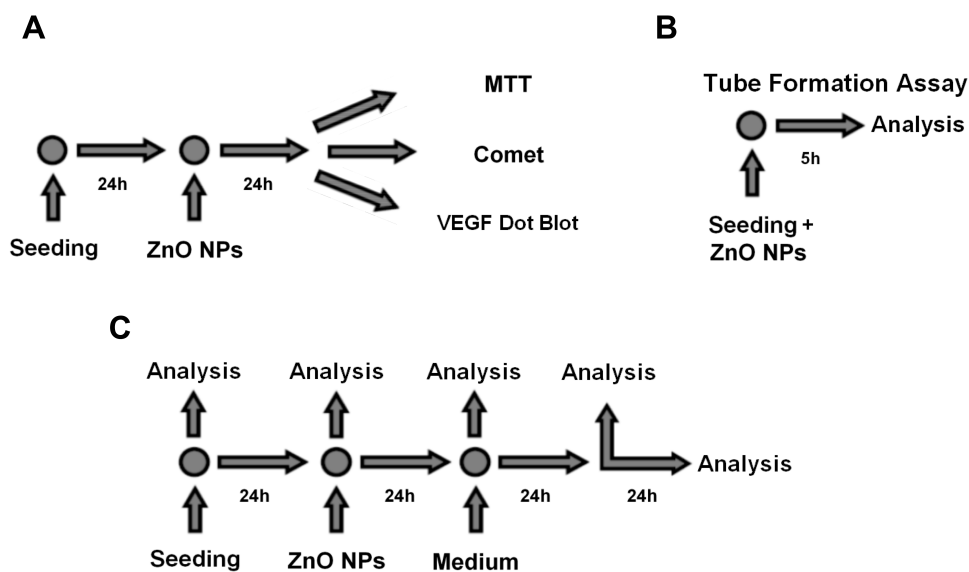 A
MTT
Comet
VEGF Dot Blot
24h
24h
Seeding
ZnO NPs
B
Tube Formation Assay
Analysis
5h
Seeding +
ZnO NPs
C
Analysis
Analysis
Analysis
Analysis
Analysis
24h
24h
24h
24h
Seeding
ZnO NPs
Medium